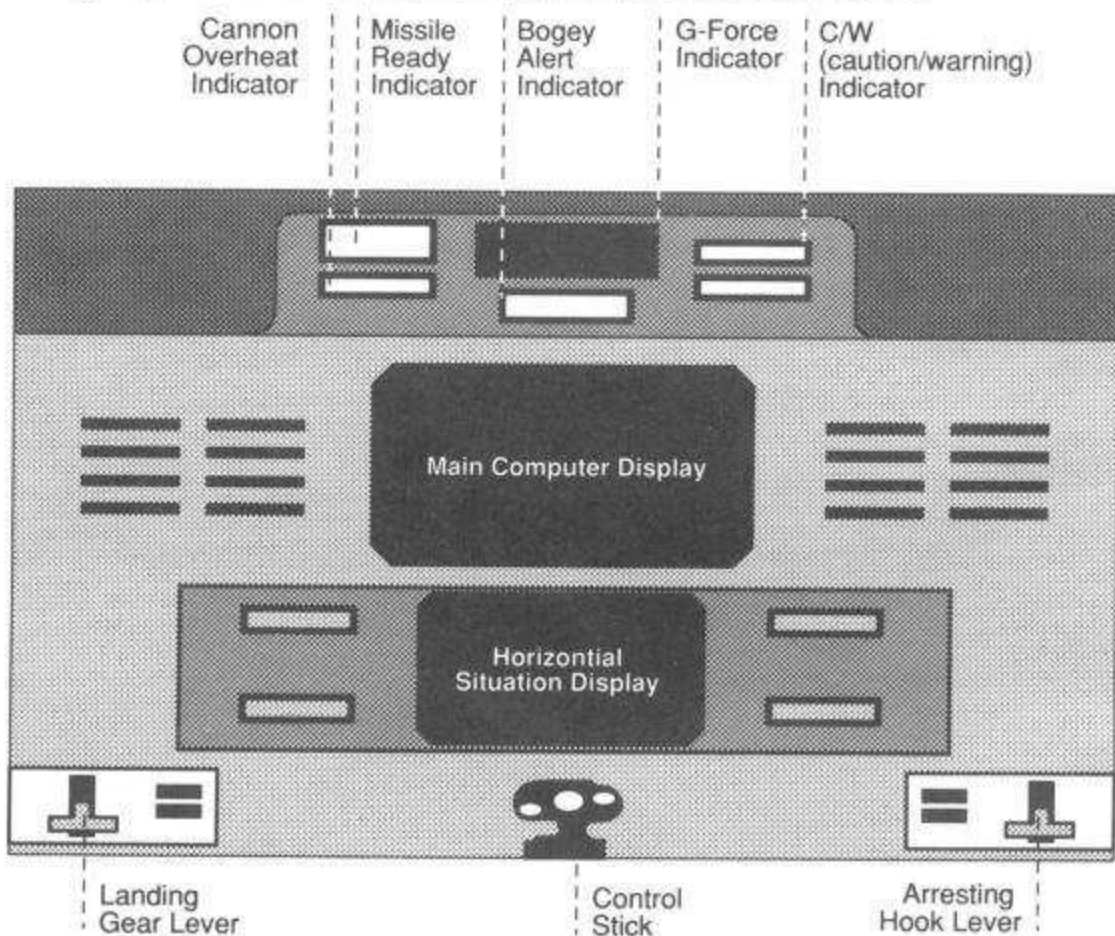 Cannon
Overheat
Indicator
Missile
Ready
Indicator
Bogey
Alert
Indicator
G-Force
Indicator
C/W
(caution/warning)
Indicator
Main Computer Display
Horizontial
Situation Display
Landing
Gear Lever
Control
Stick
Arresting
Hook Lever